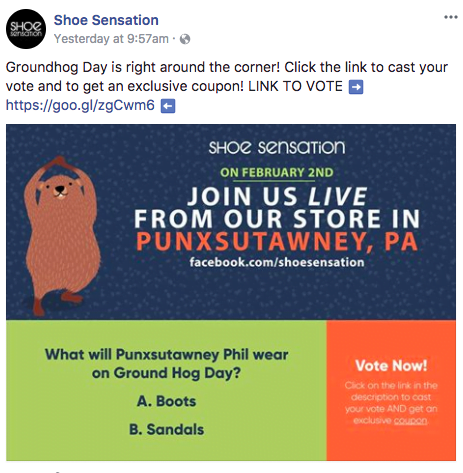 SHOE
sensation
Shoe Sensation
Yesterday at 9:57am ·
Groundhog Day is right around the corner! Click the link to cast your
vote and to get an exclusive coupon! LINK TO VOTE ➡
https://goo.gl/zgCwm6 ⬅
SHOE SENSATION
ON FEBRUARY 2ND
JOIN US LIVE
FROM OUR STORE IN
PUNXSUTAWNEY, PA
facebook.com/shoesensation
What will Punxsutawney Phil wear
on Ground Hog Day?
A. Boots
B. Sandals
Vote Now!
Click on the link in the
description to cast
your vote AND get an
exclusive coupon.